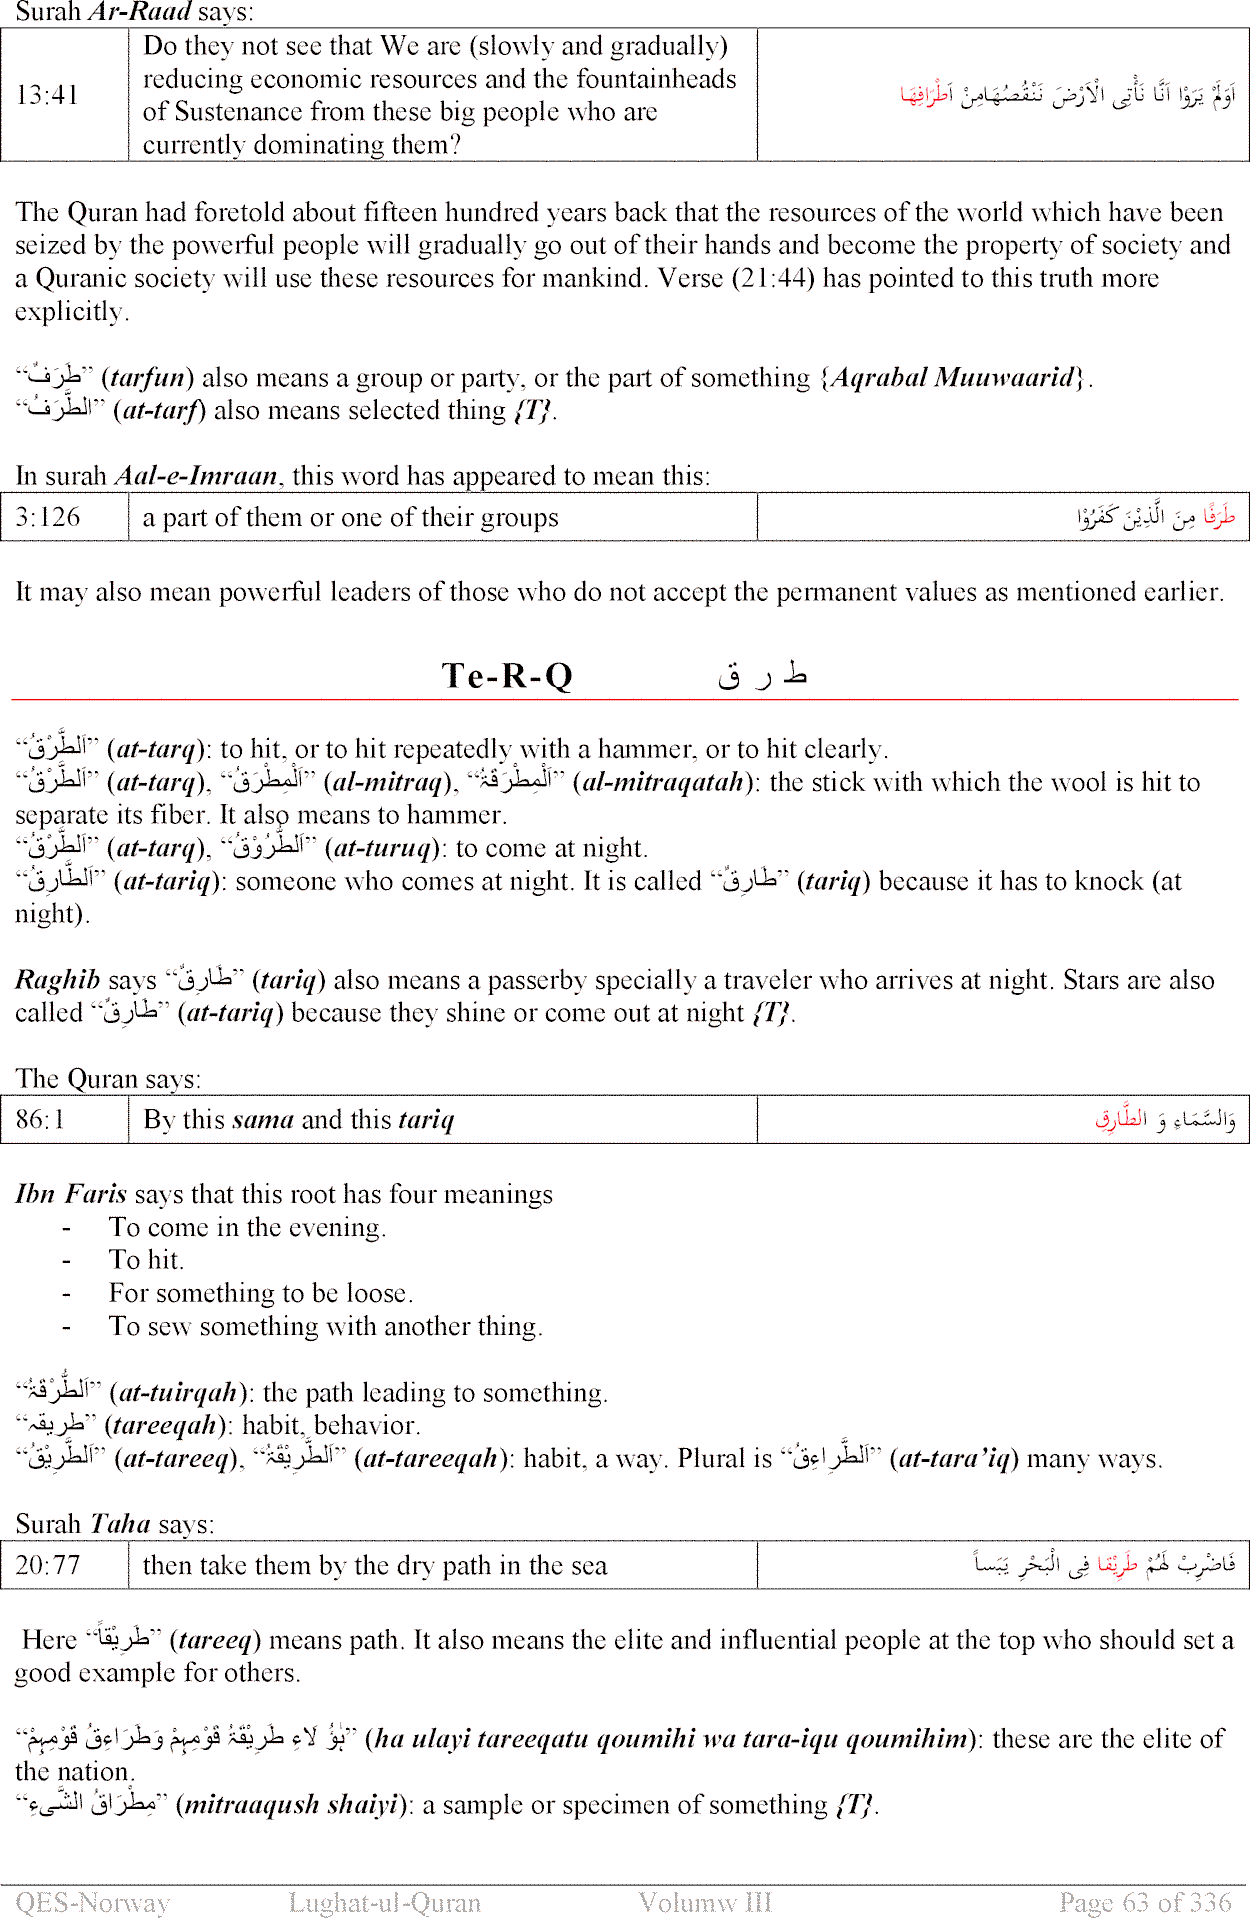 Surah Ar-Raad says:
13:41 Do they not see that We are (slowly and gradually) reducing economic resources and the fountainheads of Sustenance from these big people who are currently dominating them? اَوَلَمْ يَرَوْا اَنَّا نَأْتِى الْاَرْضَ نَنْقُصُهَامِنْ اَطْرَافِهَا
The Quran had foretold about fifteen hundred years back that the resources of the world which have been
seized by the powerful people will gradually go out of their hands and become the property of society and
a Quranic society will use these resources for mankind. Verse (21:44) has pointed to this truth more
explicitly.
“طَرَفٌ” (tarfun) also means a group or party, or the part of something {Aqrabal Muuwaarid}.
“الطَّرَفُ” (at-tarf) also means selected thing {T}.
In surah Aal-e-Imraan, this word has appeared to mean this:
3:126 a part of them or one of their groups طَرَفًا مِنَ الَّذِيْنَ كَفَرُوْا
It may also mean powerful leaders of those who do not accept the permanent values as mentioned earlier.
Te-R-Q ط ر ق
“اَلطَّرْقُ” (at-tarq): to hit, or to hit repeatedly with a hammer, or to hit clearly.
“اَلطَّرْقُ” (at-tarq), “اَلْمِطْرَقُ” (al-mitraq), “اَلْمِطْرَقَۃُ” (al-mitraqatah): the stick with which the wool is hit to
separate its fiber. It also means to hammer.
“اَلطَّرْقُ” (at-tarq), “اَلطُّرُوْقُ” (at-turuq): to come at night.
“اَلطَّارِقُ” (at-tariq): someone who comes at night. It is called “طَارِقٌ” (tariq) because it has to knock (at
night).
Raghib says “طَارِقٌ” (tariq) also means a passerby specially a traveler who arrives at night. Stars are also
called “طَارِقٌ” (at-tariq) because they shine or come out at night {T}.
The Quran says:
86:1 By this sama and this tariq وَالسَّمَاءِ وَ الطَّارِقِ
Ibn Faris says that this root has four meanings
- To come in the evening.
- To hit.
- For something to be loose.
- To sew something with another thing.
“اَلطُّرْقَۃُ” (at-tuirqah): the path leading to something.
“طریقہ” (tareeqah): habit, behavior.
“اَلطَّرِيْقُ” (at-tareeq), “اَلطَّرِيْقَۃُ” (at-tareeqah): habit, a way. Plural is “اَلطَّرِاءِقُ” (at-tara’iq) many ways.
Surah Taha says:
20:77 then take them by the dry path in the sea فَاضْرِبْ لَهُمْ طَرِيْقا فِى الْبَحْرِ يَبَساً
Here “طَرِيْقاً” (tareeq) means path. It also means the elite and influential people at the top who should set a
good example for others.
“ہٰؤُ لَاءِ طَرِيْقَۃُ قَوْمِہِمْ وَطَرَاءِقُ قَوْمِہِمْ” (ha ulayi tareeqatu qoumihi wa tara-iqu qoumihim): these are the elite of
the nation.
“مِطْرَاقُ الشَّىءِ” (mitraaqush shaiyi): a sample or specimen of something {T}.
QES-Norway Lughat-ul-Quran Volumw III Page 63 of 336